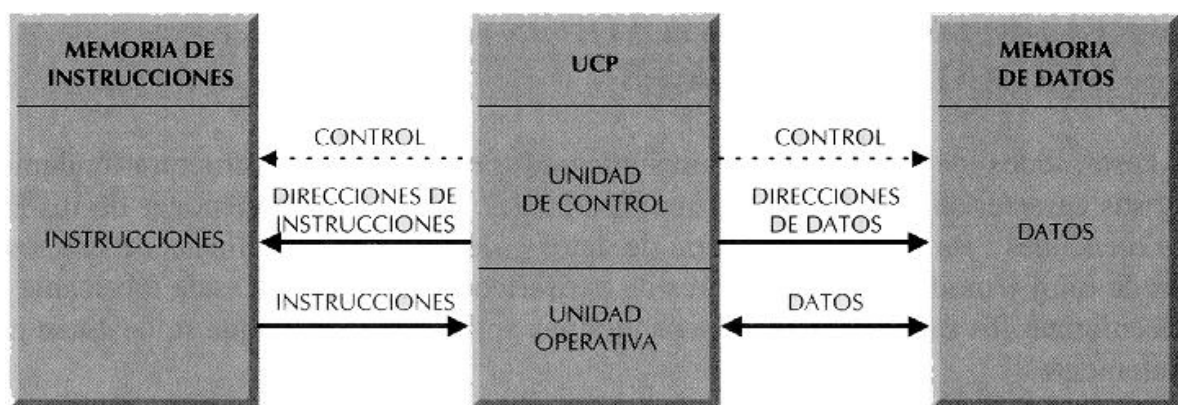 MEMORIA DE
INSTRUCCIONES
INSTRUCCIONES
CONTROL
DIRECCIONES DE
INSTRUCCIONES
INSTRUCCIONES
UCP
UNIDAD
DE CONTROL
UNIDAD
OPERATIVA
CONTROL
DIRECCIONES
DE DATOS
DATOS
MEMORIA
DE DATOS
DATOS